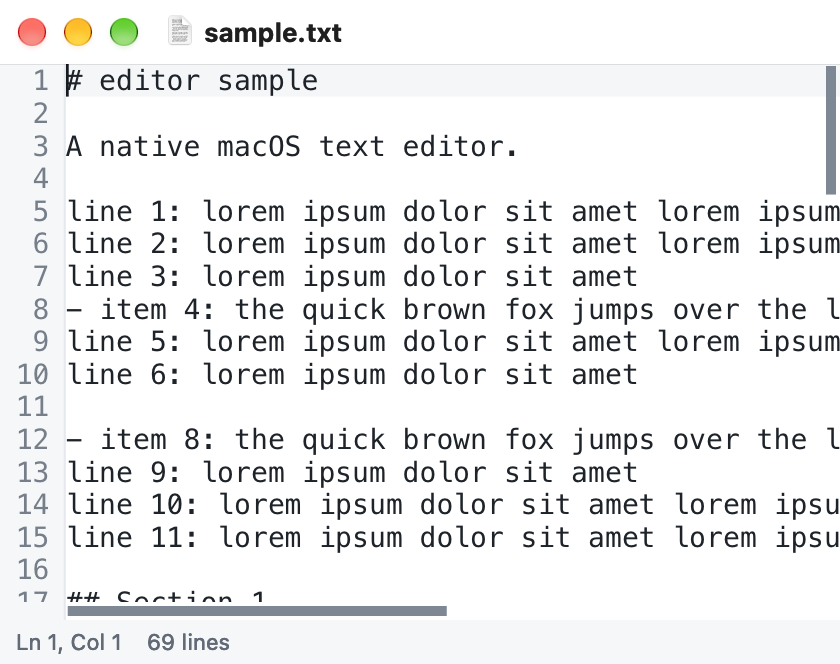 sample.txt
1 # editor sample
2
3 A native macOS text editor.
4
5 line 1: lorem ipsum dolor sit amet lorem ipsum
6 line 2: lorem ipsum dolor sit amet lorem ipsum
7 line 3: lorem ipsum dolor sit amet
8 – item 4: the quick brown fox jumps over the l
9 line 5: lorem ipsum dolor sit amet lorem ipsum
10 line 6: lorem ipsum dolor sit amet
11
12 – item 8: the quick brown fox jumps over the l
13 line 9: lorem ipsum dolor sit amet
14 line 10: lorem ipsum dolor sit amet lorem ipsu
15 line 11: lorem ipsum dolor sit amet lorem ipsu
16
17 ## Section 1
Ln 1, Col 1 69 lines